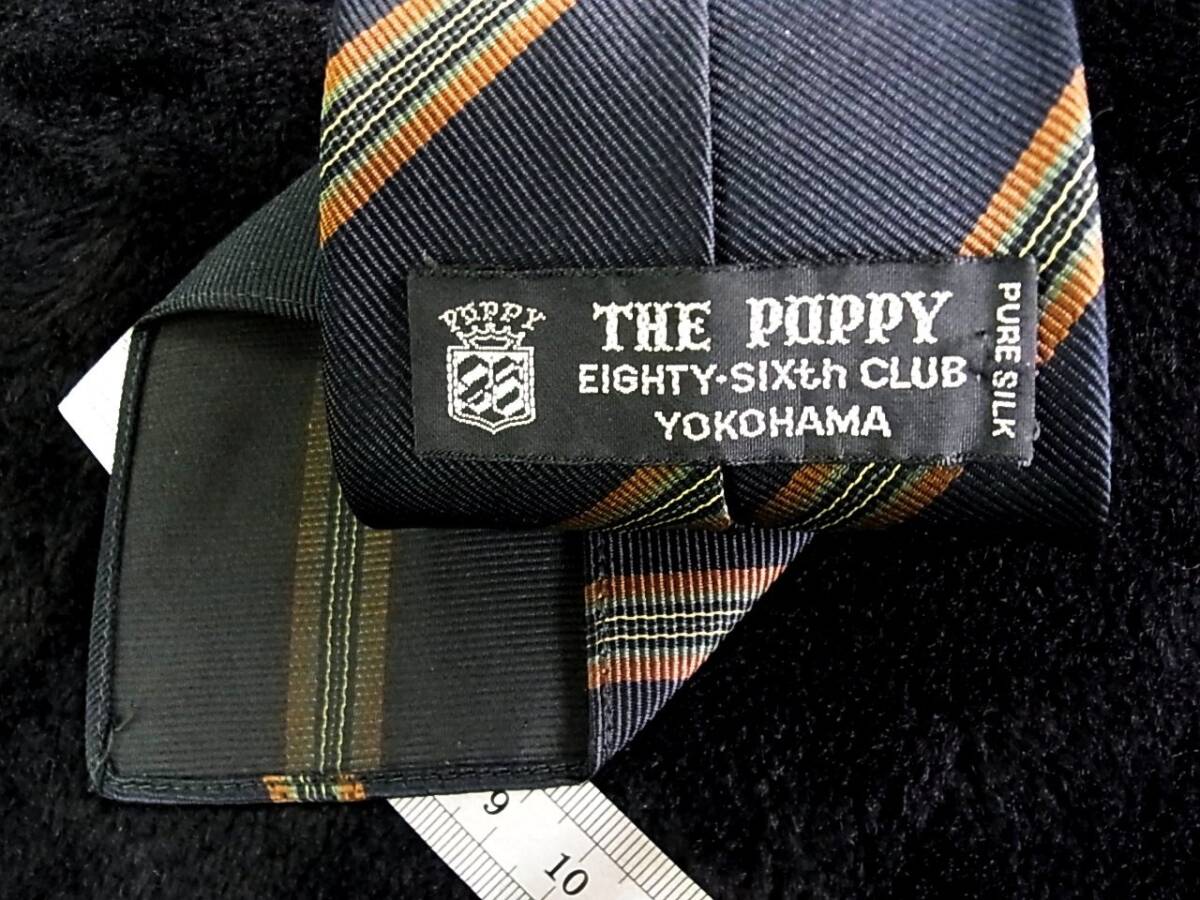 PUPPY
THE PUPPY
EIGHTY-SIXth CLUB
YOKOHAMA
PURE SILK
9
10